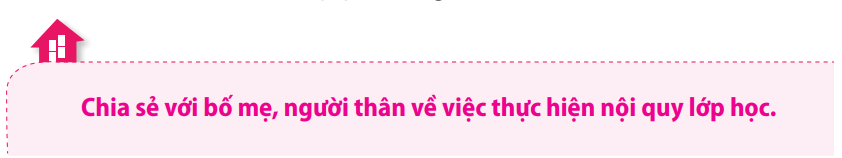 Chia sẻ với bố mẹ, người thân về việc thực hiện nội quy lớp học.